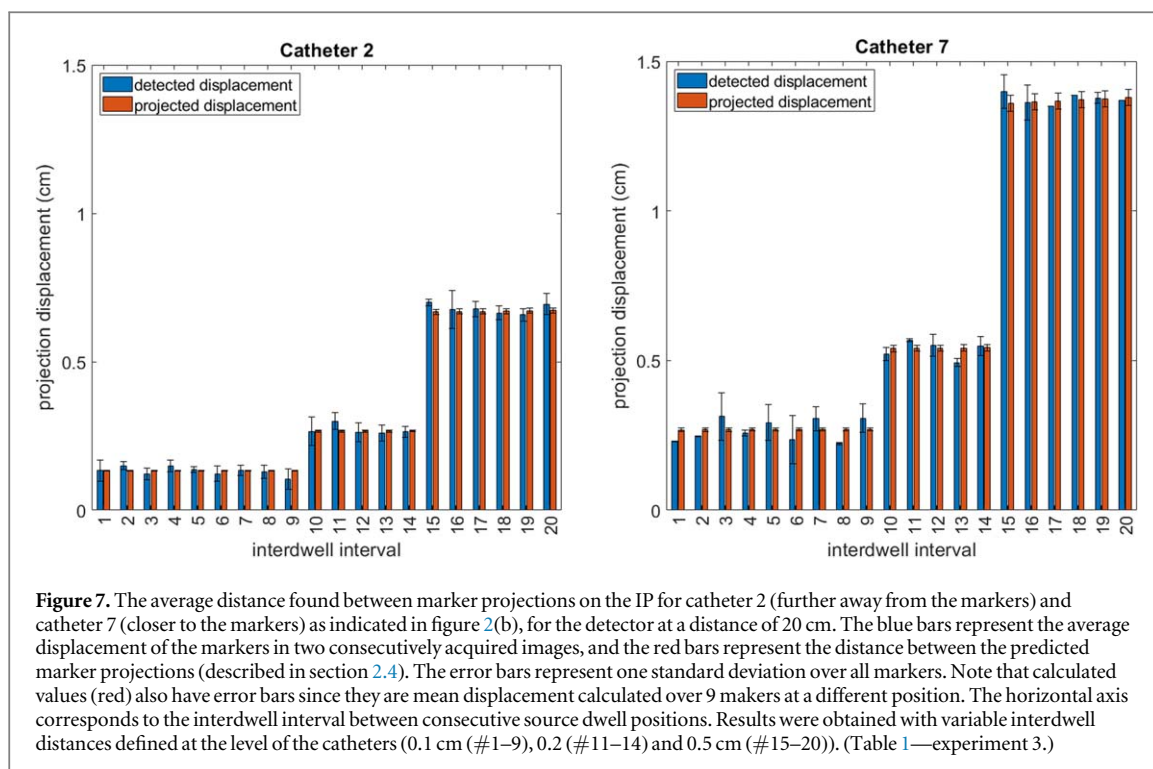 Catheter 2
1.5
detected displacement
projected displacement
1
0.5
0
projection displacement (cm)
1 2 3 4 5 6 7 8 9 10 11 12 13 14 15 16 17 18 19 20
interdwell interval
Catheter 7
1.5
detected displacement
projected displacement
1
0.5
0
projection displacement (cm)
1 2 3 4 5 6 7 8 9 10 11 12 13 14 15 16 17 18 19 20
interdwell interval
Figure 7. The average distance found between marker projections on the IP for catheter 2 (further away from the markers) and
catheter 7 (closer to the markers) as indicated in figure 2(b), for the detector at a distance of 20 cm. The blue bars represent the average
displacement of the markers in two consecutively acquired images, and the red bars represent the distance between the predicted
marker projections (described in section 2.4). The error bars represent one standard deviation over all markers. Note that calculated
values (red) also have error bars since they are mean displacement calculated over 9 makers at a different position. The horizontal axis
corresponds to the interdwell interval between consecutive source dwell positions. Results were obtained with variable interdwell
distances defined at the level of the catheters (0.1 cm (#1–9), 0.2 (#11–14) and 0.5 cm (#15–20)). (Table 1—experiment 3.)